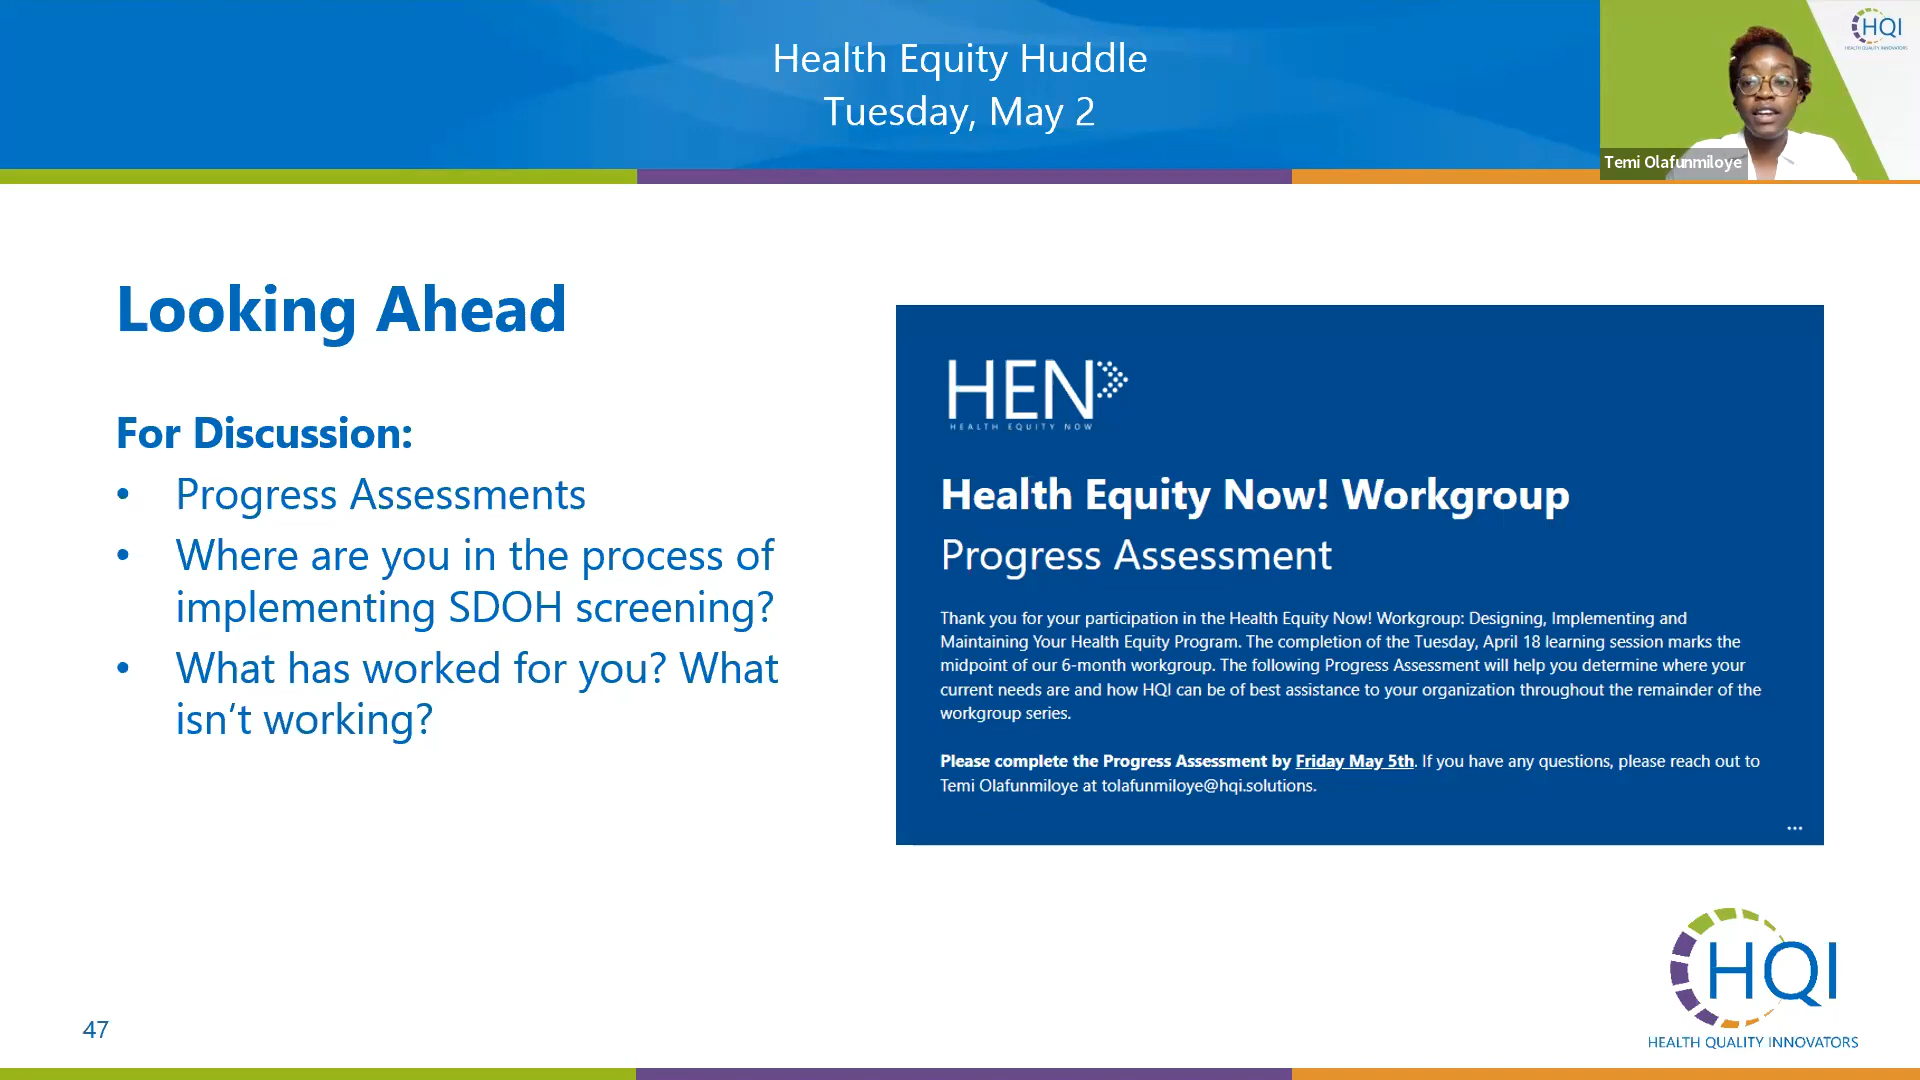 Health Equity Huddle
Tuesday, May 2
HQI
HEALTH QUALITY INNOVATORS
Temi Olafunmiloye
Looking Ahead
For Discussion:
• Progress Assessments
• Where are you in the process of
implementing SDOH screening?
• What has worked for you? What
isn’t working?
HEN
HEALTH EQUITY NOW
Health Equity Now! Workgroup
Progress Assessment
Thank you for your participation in the Health Equity Now! Workgroup: Designing, Implementing and
Maintaining Your Health Equity Program. The completion of the Tuesday, April 18 learning session marks the
midpoint of our 6-month workgroup. The following Progress Assessment will help you determine where your
current needs are and how HQI can be of best assistance to your organization throughout the remainder of the
workgroup series.
Please complete the Progress Assessment by Friday May 5th. If you have any questions, please reach out to
Temi Olafunmiloye at tolafunmiloye@hqi.solutions.
...
HQI
HEALTH QUALITY INNOVATORS
47